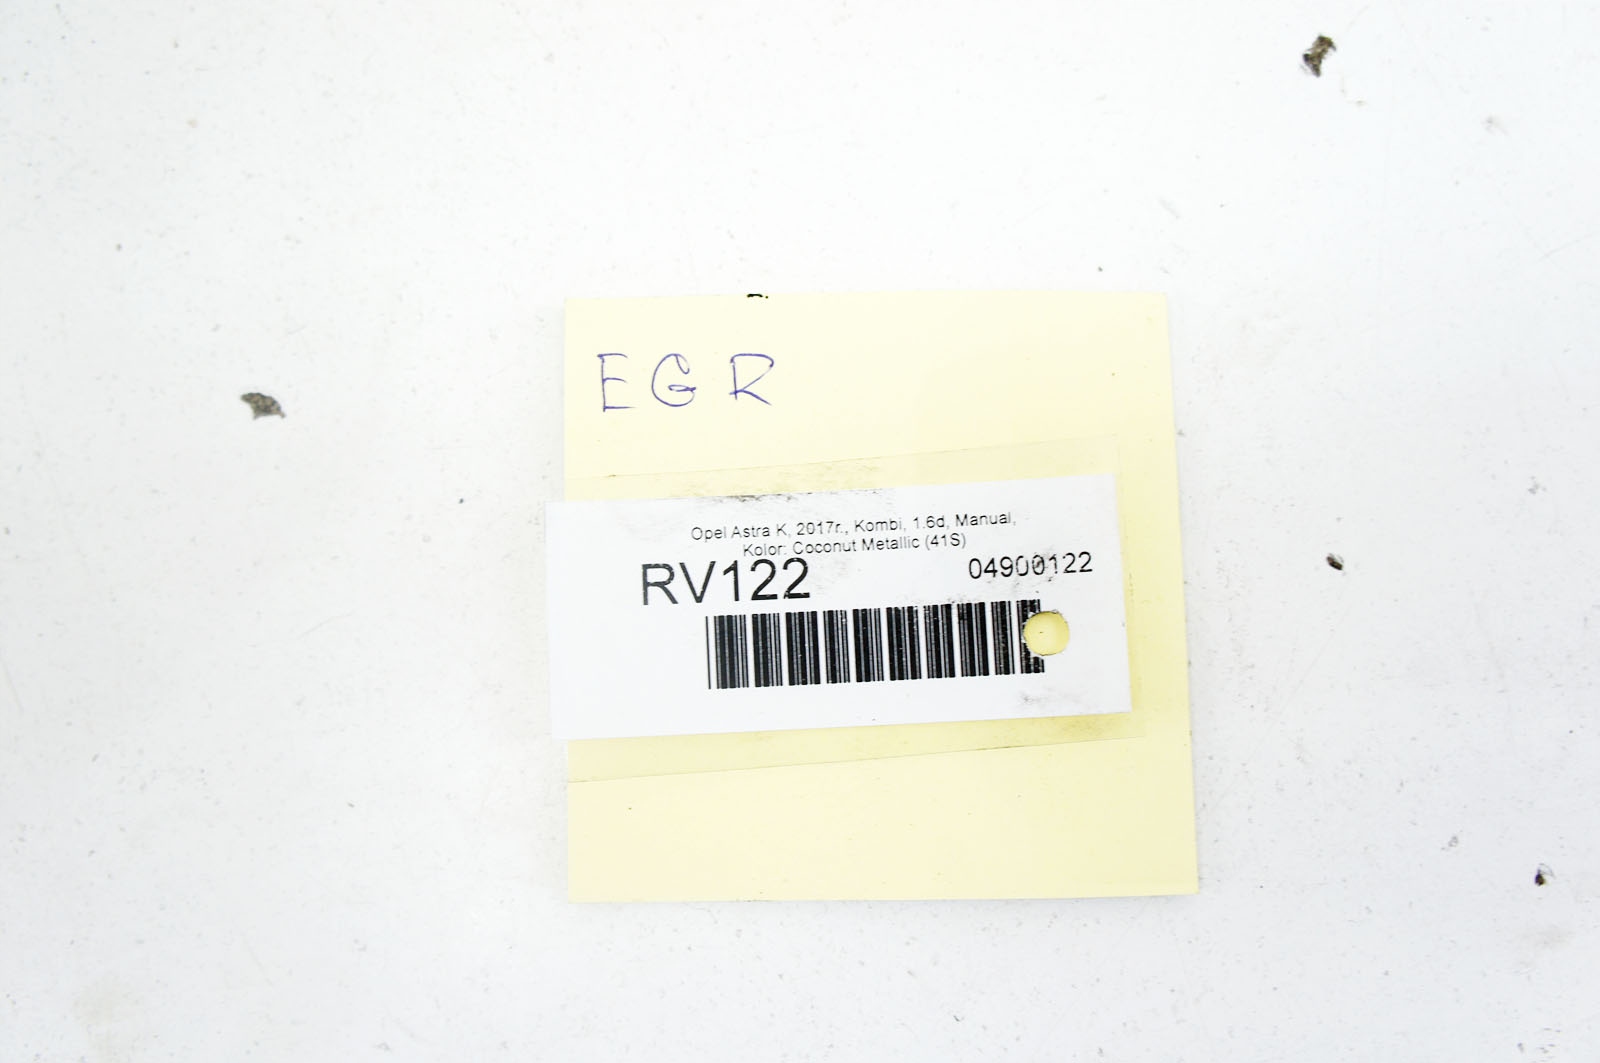 EGR
Opel Astra K, 2017r., Kombi, 1.6d, Manual,
Kolor: Coconut Metallic (41S)
RV122
04900122